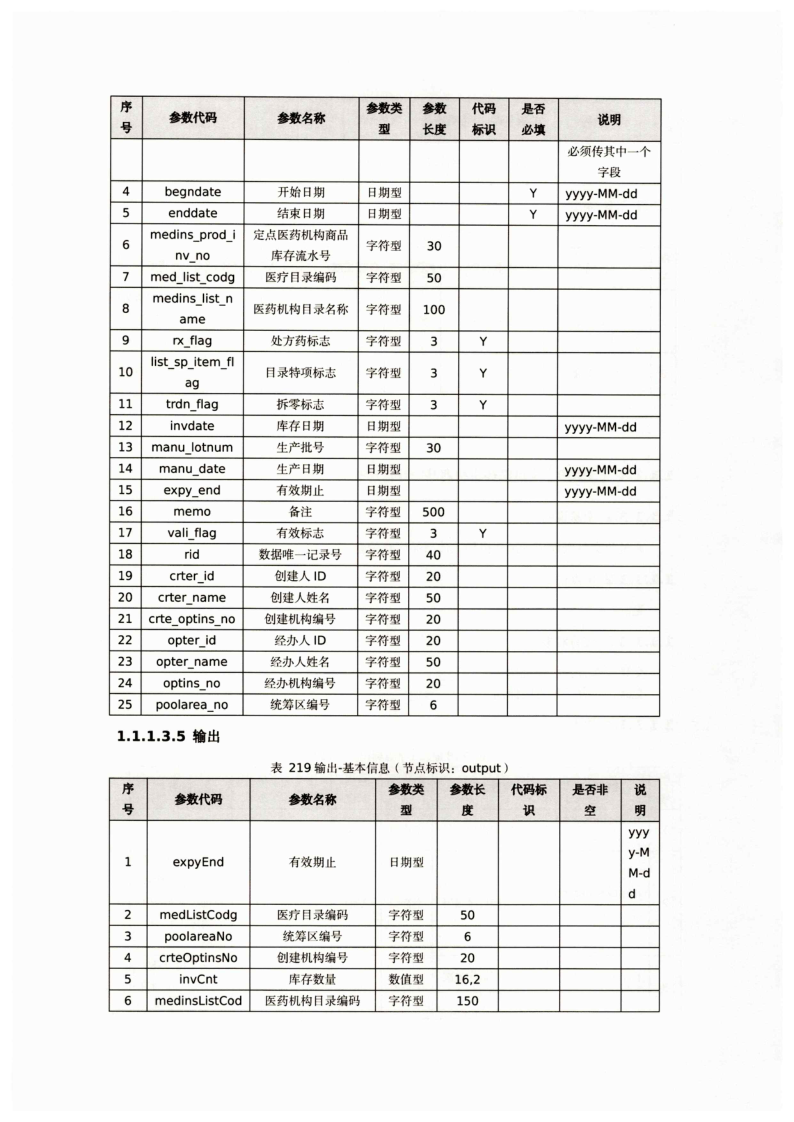 序号 参数代码 参数名称 参数类型 参数长度 代码标识 是否必填 说明
必须传其中一个字段
4 begndate 开始日期 日期型 Y yyyy-MM-dd
5 enddate 结束日期 日期型 Y yyyy-MM-dd
6 medins_prod_inv_no 定点医药机构商品库存流水号 字符型 30
7 med_list_codg 医疗目录编码 字符型 50
8 medins_list_name 医药机构目录名称 字符型 100
9 rx_flag 处方药标志 字符型 3 Y
10 list_sp_item_flag 目录特项标志 字符型 3 Y
11 trdn_flag 拆零标志 字符型 3 Y
12 invdate 库存日期 日期型 yyyy-MM-dd
13 manu_lotnum 生产批号 字符型 30
14 manu_date 生产日期 日期型 yyyy-MM-dd
15 expy_end 有效期止 日期型 yyyy-MM-dd
16 memo 备注 字符型 500
17 vali_flag 有效标志 字符型 3 Y
18 rid 数据唯一记录号 字符型 40
19 crter_id 创建人 ID 字符型 20
20 crter_name 创建人姓名 字符型 50
21 crte_optins_no 创建机构编号 字符型 20
22 opter_id 经办人 ID 字符型 20
23 opter_name 经办人姓名 字符型 50
24 optins_no 经办机构编号 字符型 20
25 poolarea_no 统筹区编号 字符型 6
1.1.1.3.5 输出
表 219 输出-基本信息（节点标识：output）
序号 参数代码 参数名称 参数类型 参数长度 代码标识 是否非空 说明
1 expyEnd 有效期止 日期型 yyyy-MM-dd
2 medListCodg 医疗目录编码 字符型 50
3 poolareaNo 统筹区编号 字符型 6
4 crteOptinsNo 创建机构编号 字符型 20
5 invCnt 库存数量 数值型 16,2
6 medinsListCod 医药机构目录编码 字符型 150